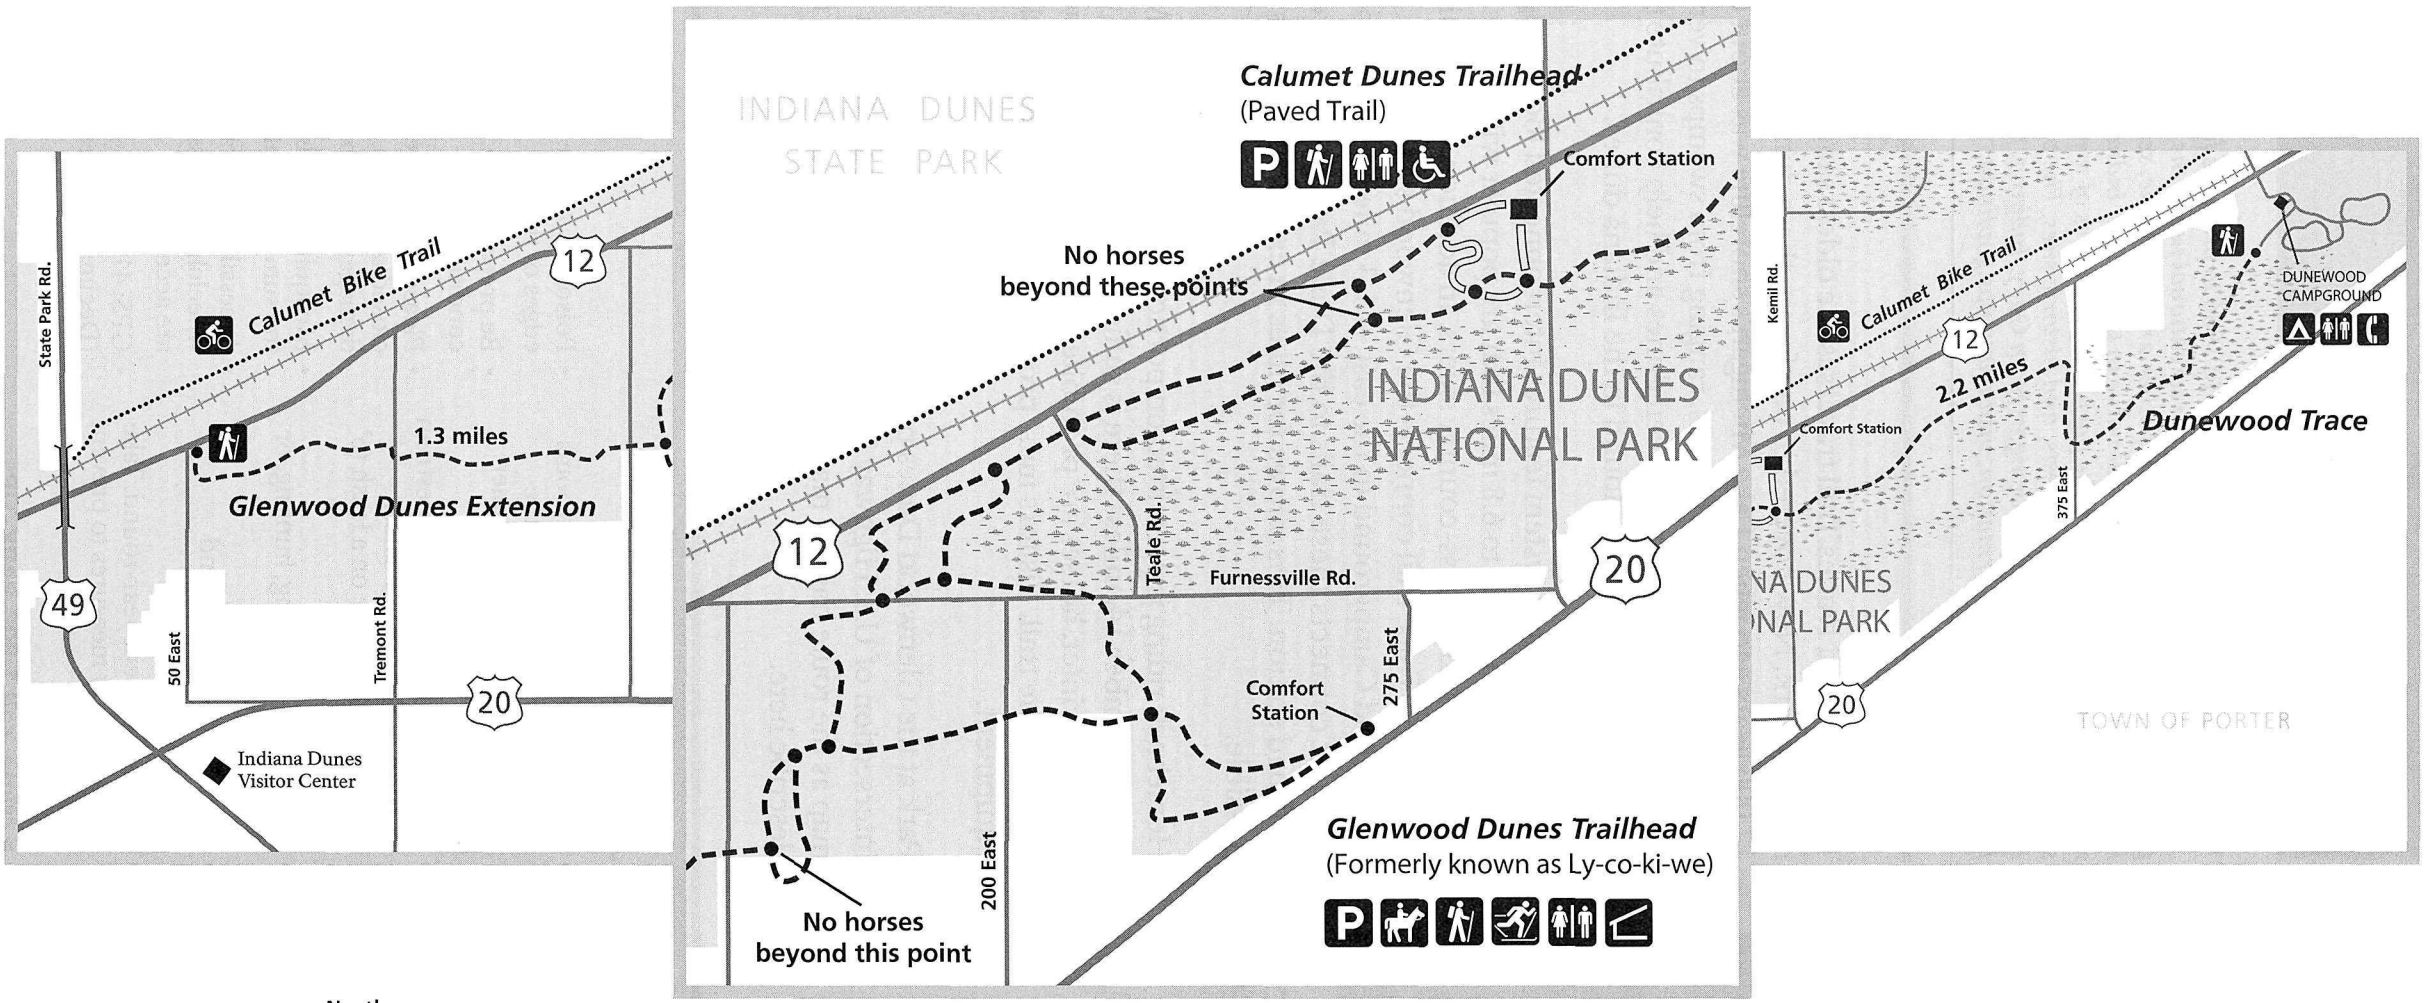 State Park Rd.
Calumet Bike Trail
12
1.3 miles
Glenwood Dunes Extension
49
50 East
Tremont Rd.
20
Indiana Dunes
Visitor Center
INDIANA DUNES
STATE PARK
Calumet Dunes Trailhead
(Paved Trail)
P
Comfort Station
No horses
beyond these points
INDIANA DUNES
NATIONAL PARK
12
Teale Rd.
Furnessville Rd.
20
275 East
Comfort
Station
200 East
No horses
beyond this point
Glenwood Dunes Trailhead
(Formerly known as Ly-co-ki-we)
P
Kemil Rd.
Calumet Bike Trail
12
2.2 miles
Comfort Station
DUNEWOOD
CAMPGROUND
Dunewood Trace
375 East
NA DUNES
ONAL PARK
20
TOWN OF PORTER